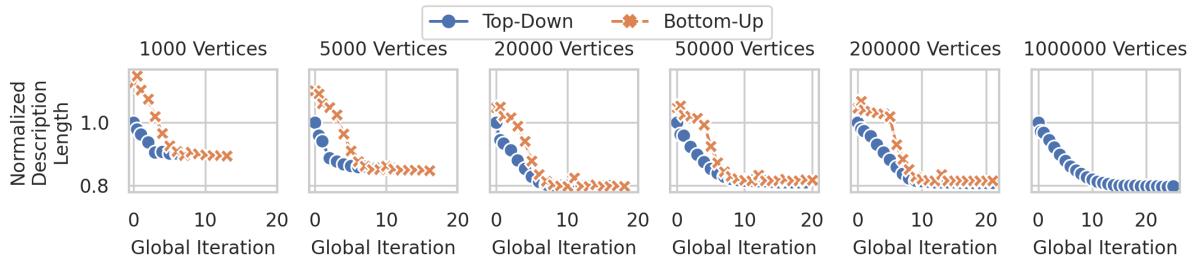 Top-Down Bottom-Up
1000 Vertices 5000 Vertices 20000 Vertices 50000 Vertices 200000 Vertices 1000000 Vertices
Normalized
Description
Length
1.0
0.8
0 10 20 0 10 20 0 10 20 0 10 20 0 10 20 0 10 20
Global Iteration Global Iteration Global Iteration Global Iteration Global Iteration Global Iteration